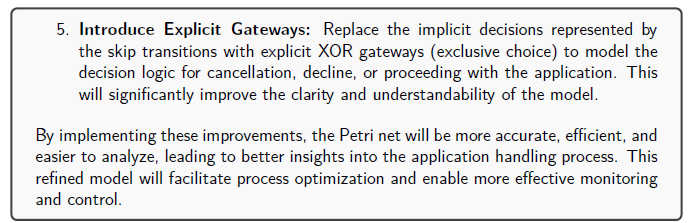 5. Introduce Explicit Gateways: Replace the implicit decisions represented by
the skip transitions with explicit XOR gateways (exclusive choice) to model the
decision logic for cancellation, decline, or proceeding with the application. This
will significantly improve the clarity and understandability of the model.
By implementing these improvements, the Petri net will be more accurate, efficient, and
easier to analyze, leading to better insights into the application handling process. This
refined model will facilitate process optimization and enable more effective monitoring
and control.